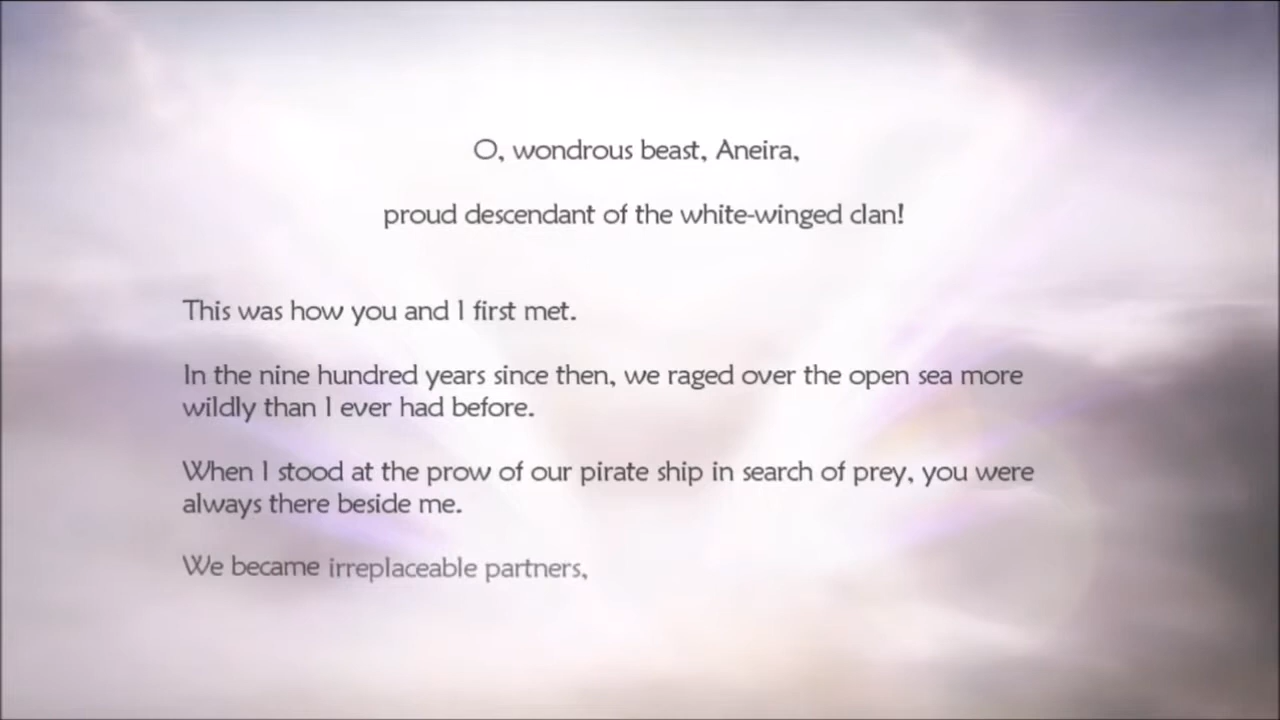 O, wondrous beast, Aneira,
proud descendant of the white-winged clan!
This was how you and I first met.
In the nine hundred years since then, we raged over the open sea more
wildly than I ever had before.
When I stood at the prow of our pirate ship in search of prey, you were
always there beside me.
We became irreplaceable partners,